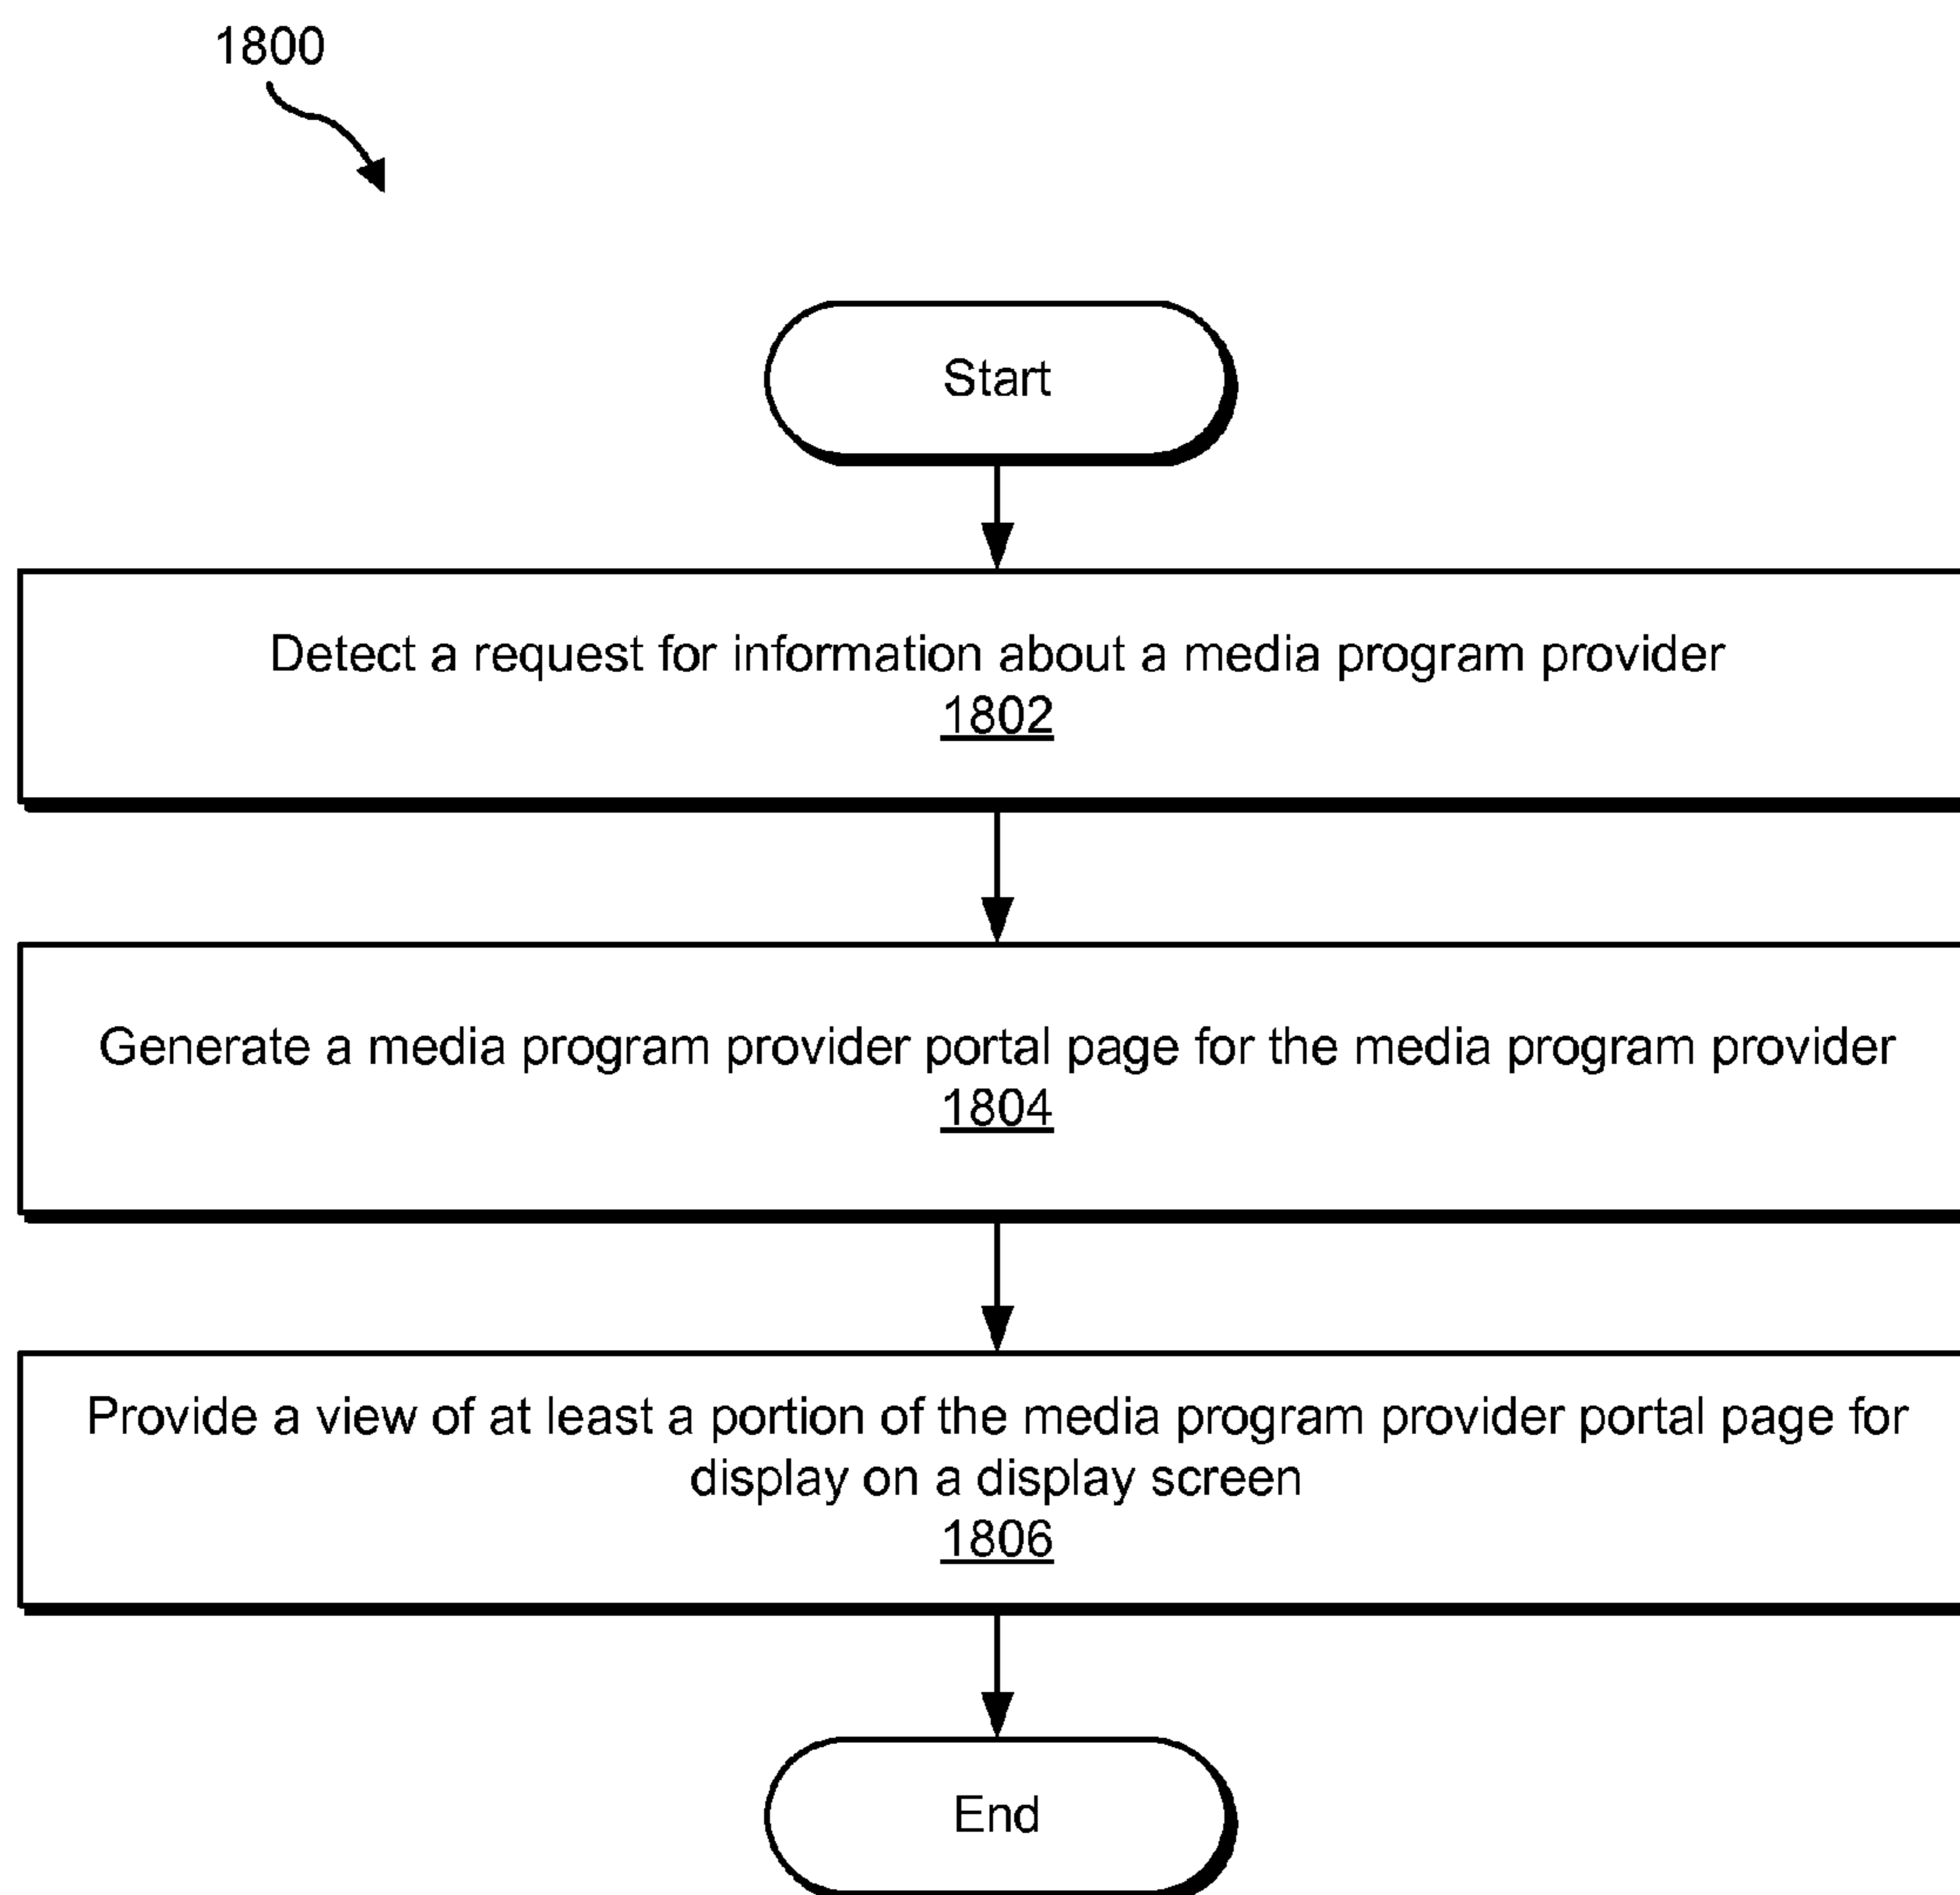 1800
Start
Detect a request for information about a media program provider
1802
Generate a media program provider portal page for the media program provider
1804
Provide a view of at least a portion of the media program provider portal page for
display on a display screen
1806
End